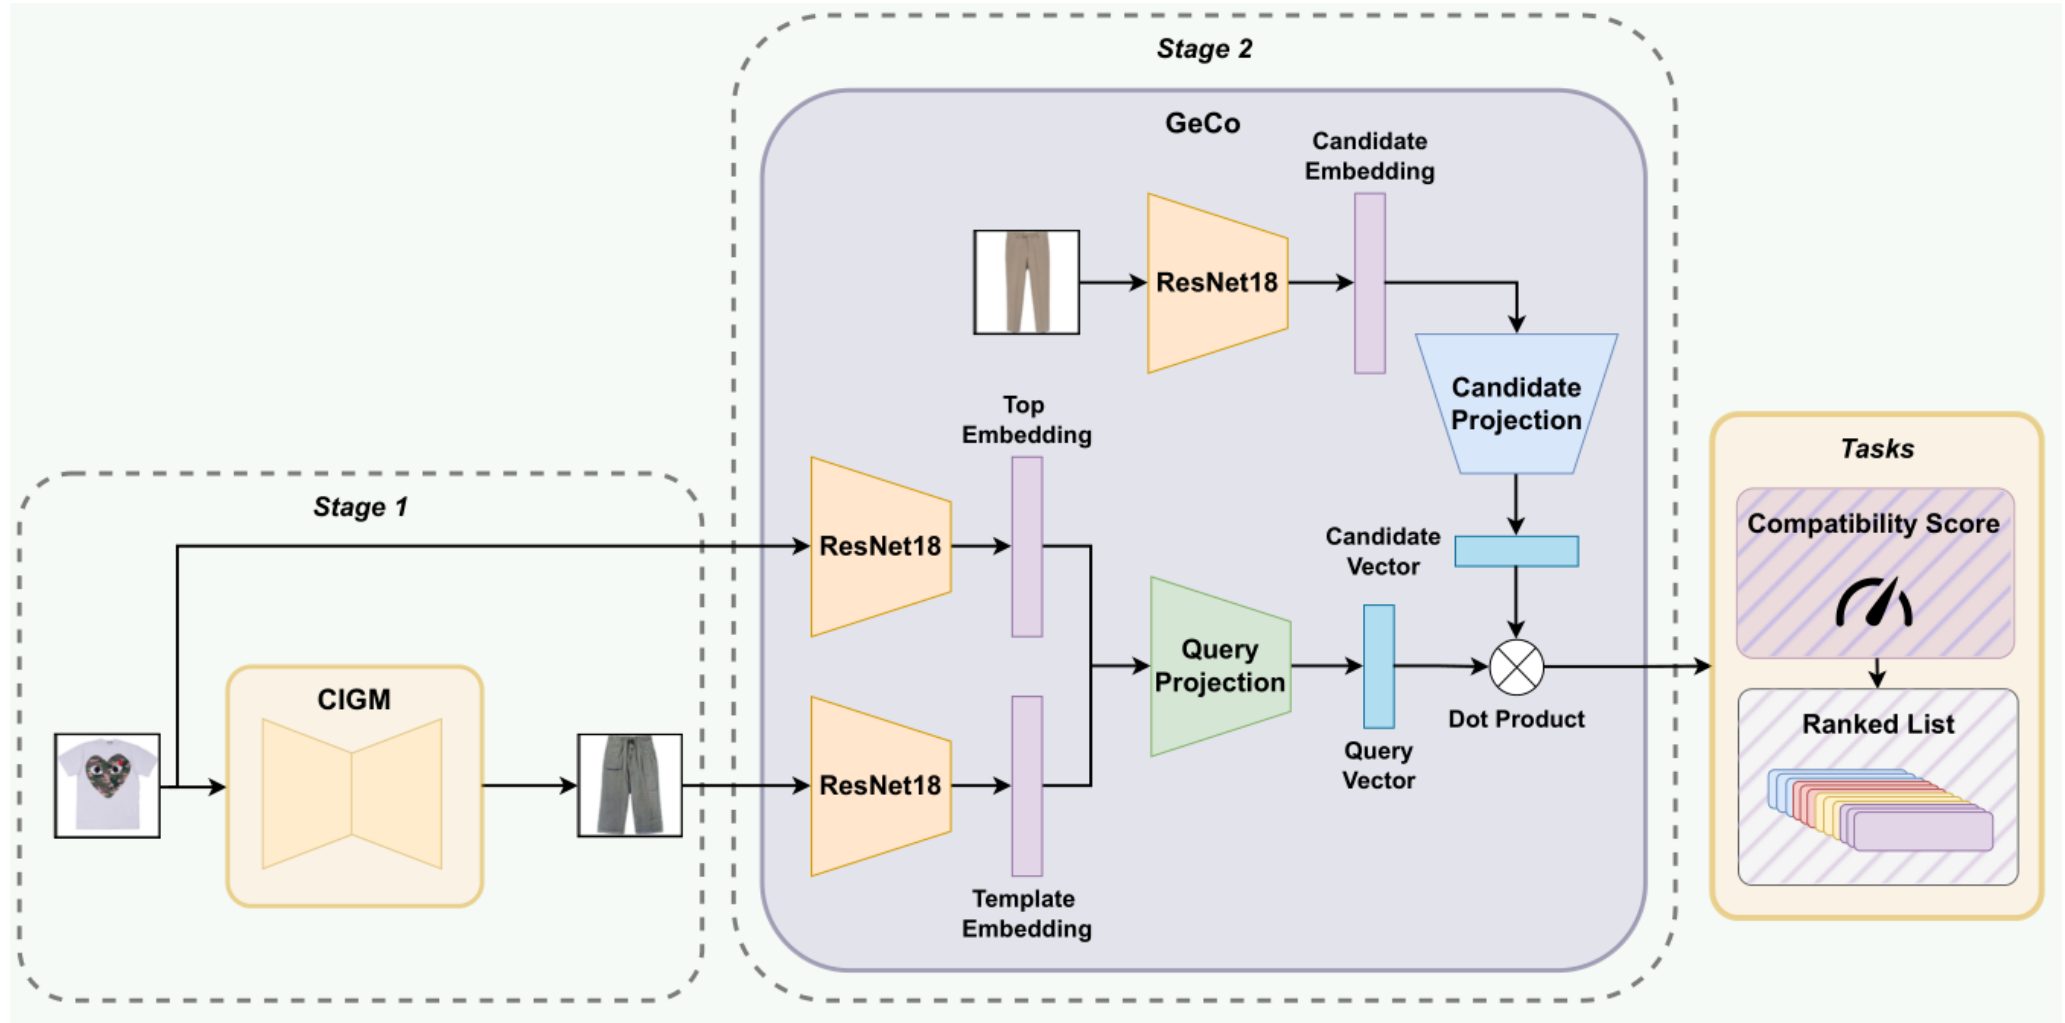 Stage 1
CIGM
Stage 2
GeCo
Candidate
Embedding
ResNet18
Candidate
Projection
Top
Embedding
ResNet18
Candidate
Vector
Query
Projection
ResNet18
Dot Product
Query
Vector
Template
Embedding
Tasks
Compatibility Score
Ranked List